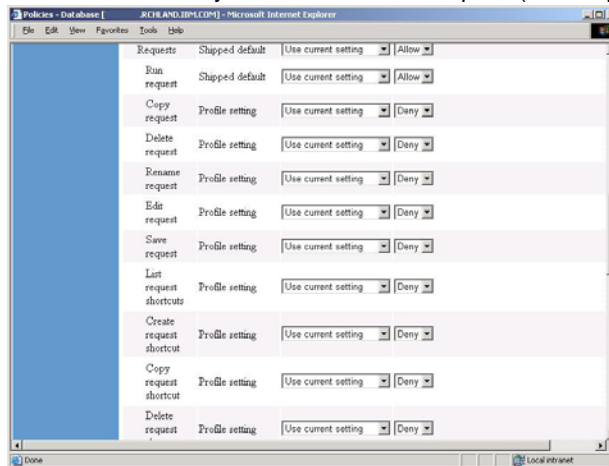 Policies - Database [ .RCHLAND.IBM.COM] - Microsoft Internet Explorer
File Edit View Favorites Tools Help
Requests Shipped default Use current setting Allow
Run
request Shipped default Use current setting Allow
Copy
request Profile setting Use current setting Deny
Delete
request Profile setting Use current setting Deny
Rename
request Profile setting Use current setting Deny
Edit
request Profile setting Use current setting Deny
Save
request Profile setting Use current setting Deny
List
request
shortcuts Profile setting Use current setting Deny
Create
request
shortcut Profile setting Use current setting Deny
Copy
request
shortcut Profile setting Use current setting Deny
Delete
request Profile setting Use current setting Deny
Done Local intranet